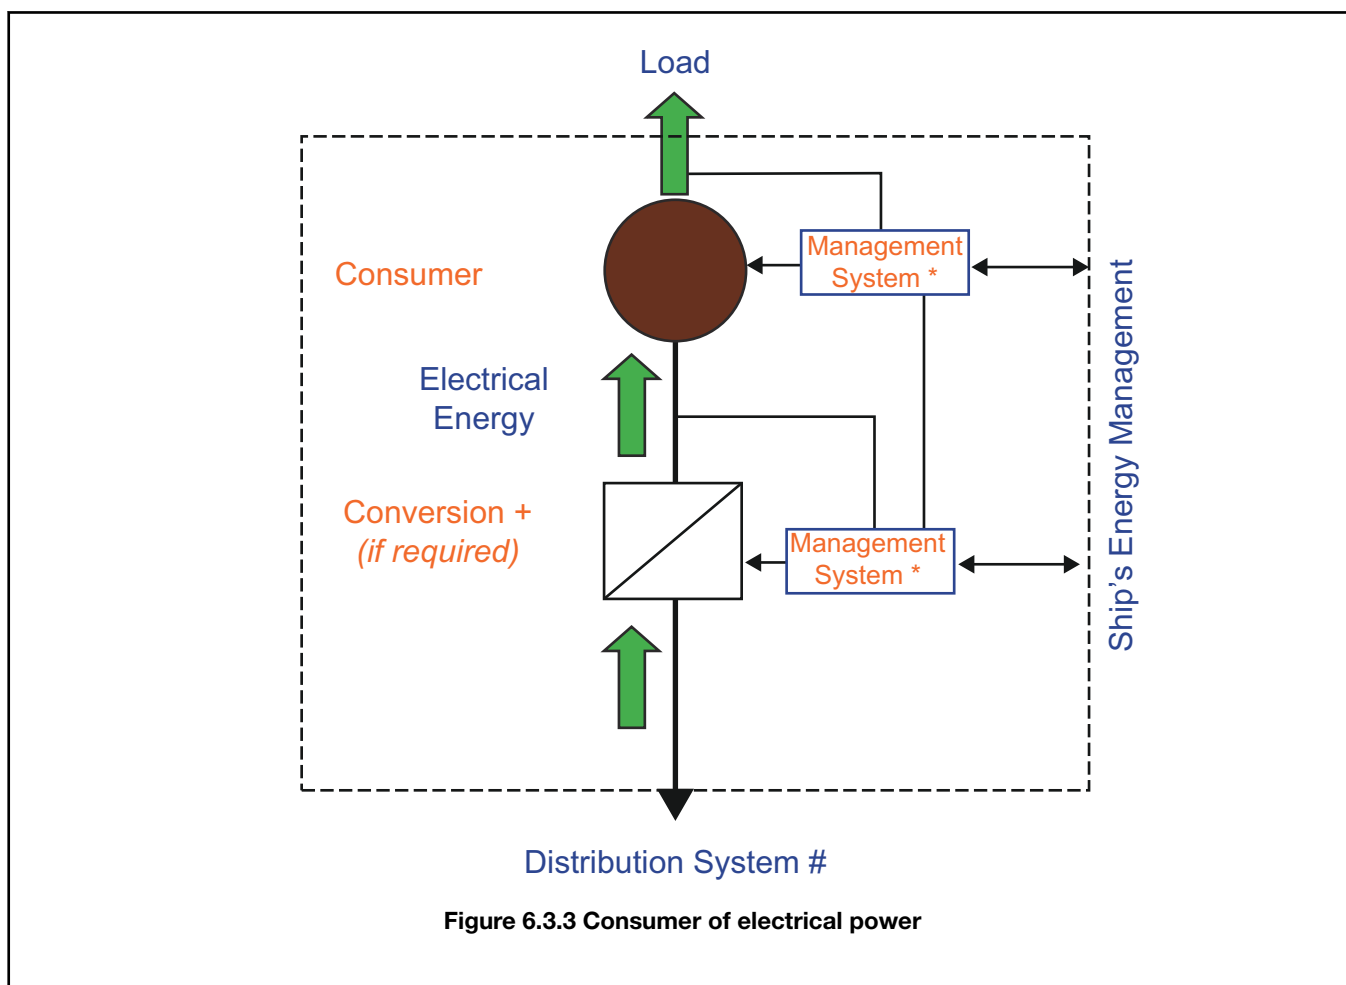 Load
Management
System *
Consumer
Ship's Energy Management
Electrical
Energy
Conversion +
(if required)
Management
System *
Distribution System #
Figure 6.3.3 Consumer of electrical power